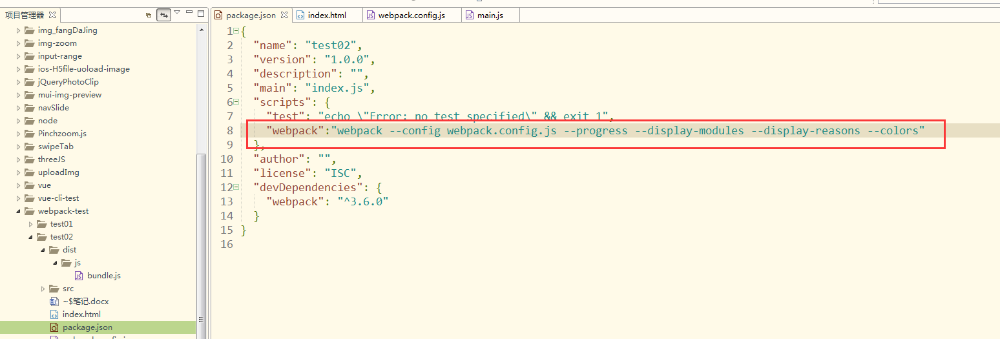 项目管理器
package.json
index.html
webpack.config.js
main.js
img_fangDaJing
img-zoom
input-range
ios-H5file-uoload-image
jQueryPhotoClip
mui-img-preview
navSlide
node
Pinchzoom.js
swipeTab
threeJS
uploadImg
vue
vue-cli-test
webpack-test
test01
test02
dist
js
bundle.js
src
~$笔记.docx
index.html
package.json
1 {
2 "name": "test02",
3 "version": "1.0.0",
4 "description": "",
5 "main": "index.js",
6 "scripts": {
7 "test": "echo \"Error: no test specified\" && exit 1",
8 "webpack":"webpack --config webpack.config.js --progress --display-modules --display-reasons --colors"
9 },
10 "author": "",
11 "license": "ISC",
12 "devDependencies": {
13 "webpack": "^3.6.0"
14 }
15 }
16